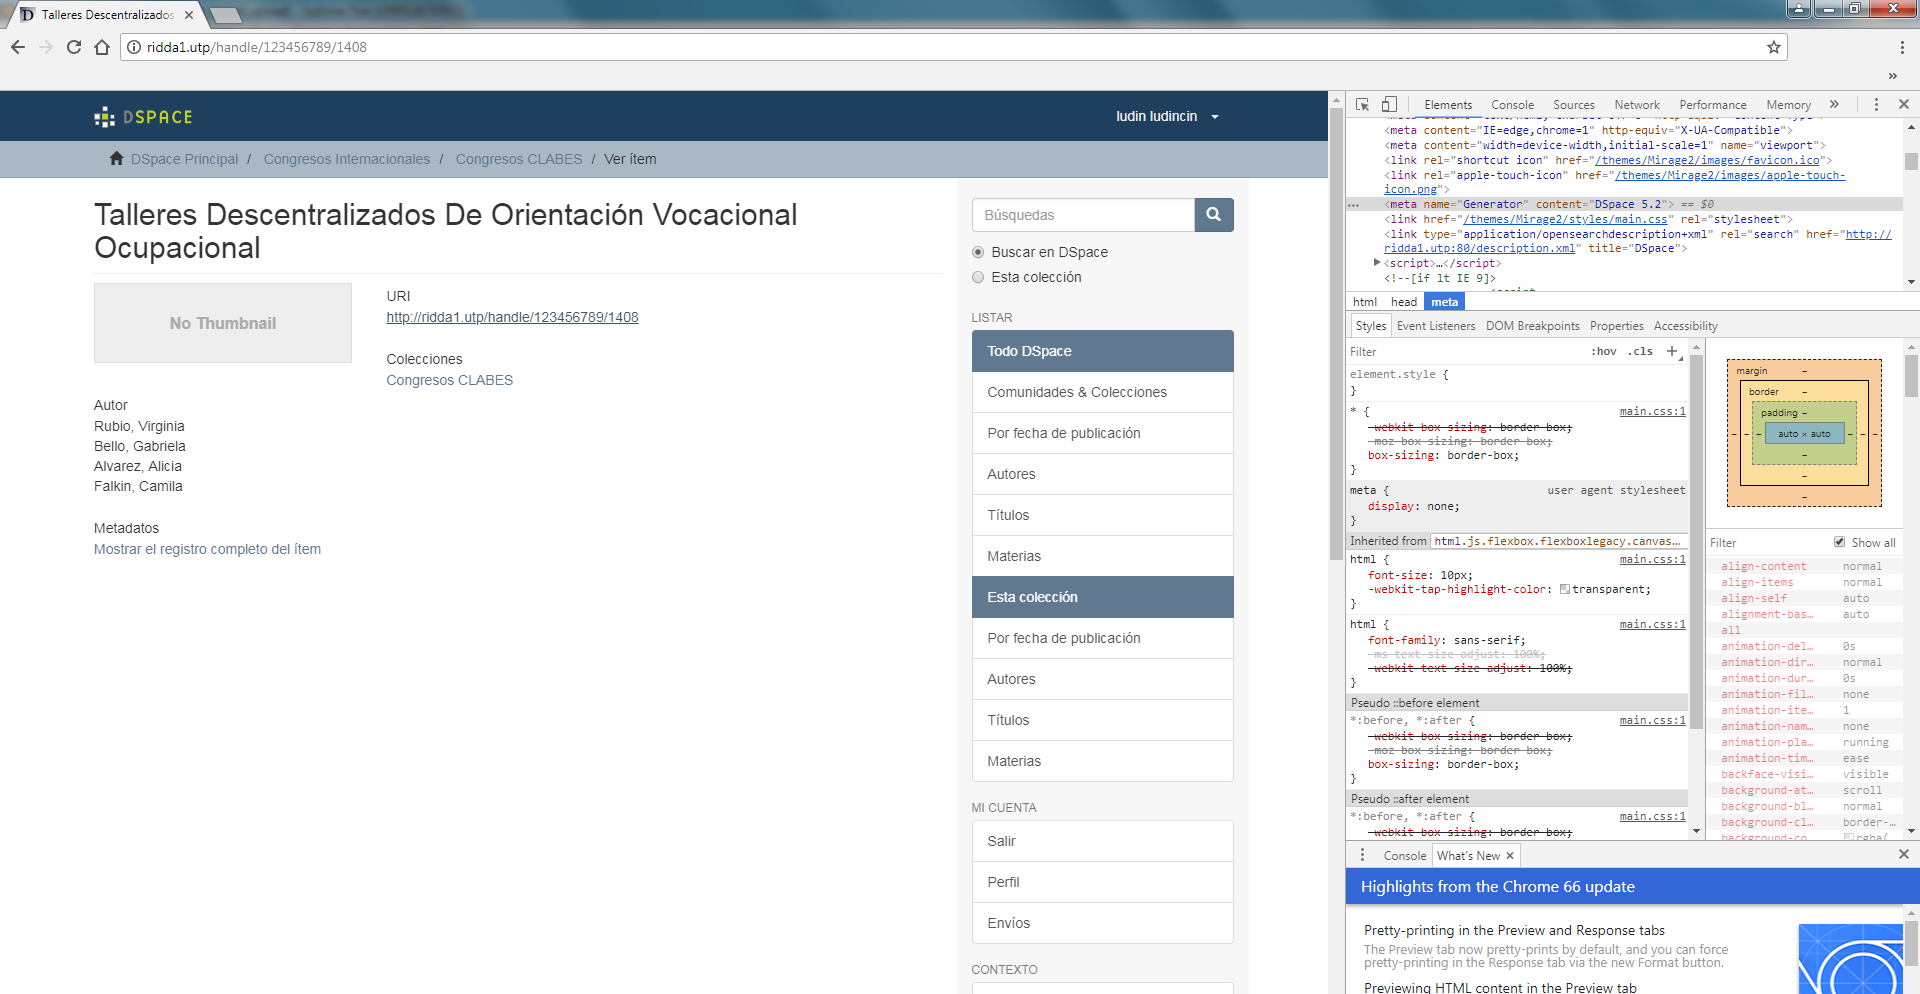 Talleres Descentralizados
ridda1.utp/handle/123456789/1408
»
DSPACE
ludin ludincin
DSpace Principal / Congresos Internacionales / Congresos CLABES / Ver ítem
Talleres Descentralizados De Orientación Vocacional
Ocupacional
No Thumbnail
URI
http://ridda1.utp/handle/123456789/1408
Colecciones
Congresos CLABES
Autor
Rubio, Virginia
Bello, Gabriela
Alvarez, Alicia
Falkin, Camila
Metadatos
Mostrar el registro completo del ítem
Búsquedas
Buscar en DSpace
Esta colección
LISTAR
Todo DSpace
Comunidades & Colecciones
Por fecha de publicación
Autores
Títulos
Materias
Esta colección
Por fecha de publicación
Autores
Títulos
Materias
MI CUENTA
Salir
Perfil
Envíos
CONTEXTO
Elements Console Sources Network Performance Memory »
<meta content="IE=edge,chrome=1" http-equiv="X-UA-Compatible">
<meta content="width=device-width,initial-scale=1" name="viewport">
<link rel="shortcut icon" href="/themes/Mirage2/images/favicon.ico">
<link rel="apple-touch-icon" href="/themes/Mirage2/images/apple-touch-
icon.png">
<meta name="Generator" content="DSpace 5.2"> == $0
<link href="/themes/Mirage2/styles/main.css" rel="stylesheet">
<link type="application/opensearchdescription+xml" rel="search" href="http://
ridda1.utp:80/description.xml" title="DSpace">
<script>…</script>
<!--[if lt IE 9]>
html head meta
Styles Event Listeners DOM Breakpoints Properties Accessibility
Filter :hov .cls +
element.style {
}
* { main.css:1
-webkit-box-sizing: border-box;
-moz-box-sizing: border-box;
box-sizing: border-box;
}
meta { user agent stylesheet
display: none;
}
Inherited from html.js.flexbox.flexboxlegacy.canvas…
html { main.css:1
font-size: 10px;
-webkit-tap-highlight-color: transparent;
}
html { main.css:1
font-family: sans-serif;
-ms-text-size-adjust: 100%;
-webkit-text-size-adjust: 100%;
}
Pseudo ::before element
*:before, *:after { main.css:1
-webkit-box-sizing: border-box;
-moz-box-sizing: border-box;
box-sizing: border-box;
}
Pseudo ::after element
*:before, *:after { main.css:1
-webkit-box-sizing: border-box;
margin -
border -
padding -
auto × auto
Filter Show all
align-content normal
align-items normal
align-self auto
alignment-bas… auto
all
animation-del… 0s
animation-dir… normal
animation-dur… 0s
animation-fil… none
animation-ite… 1
animation-nam… none
animation-pla… running
animation-tim… ease
backface-visi… visible
background-at… scroll
background-bl… normal
background-cl… border-…
background-co… rgba(
Console What's New
Highlights from the Chrome 66 update
Pretty-printing in the Preview and Response tabs
The Preview tab now pretty-prints by default, and you can force
pretty-printing in the Response tab via the new Format button.
Previewing HTML content in the Preview tab